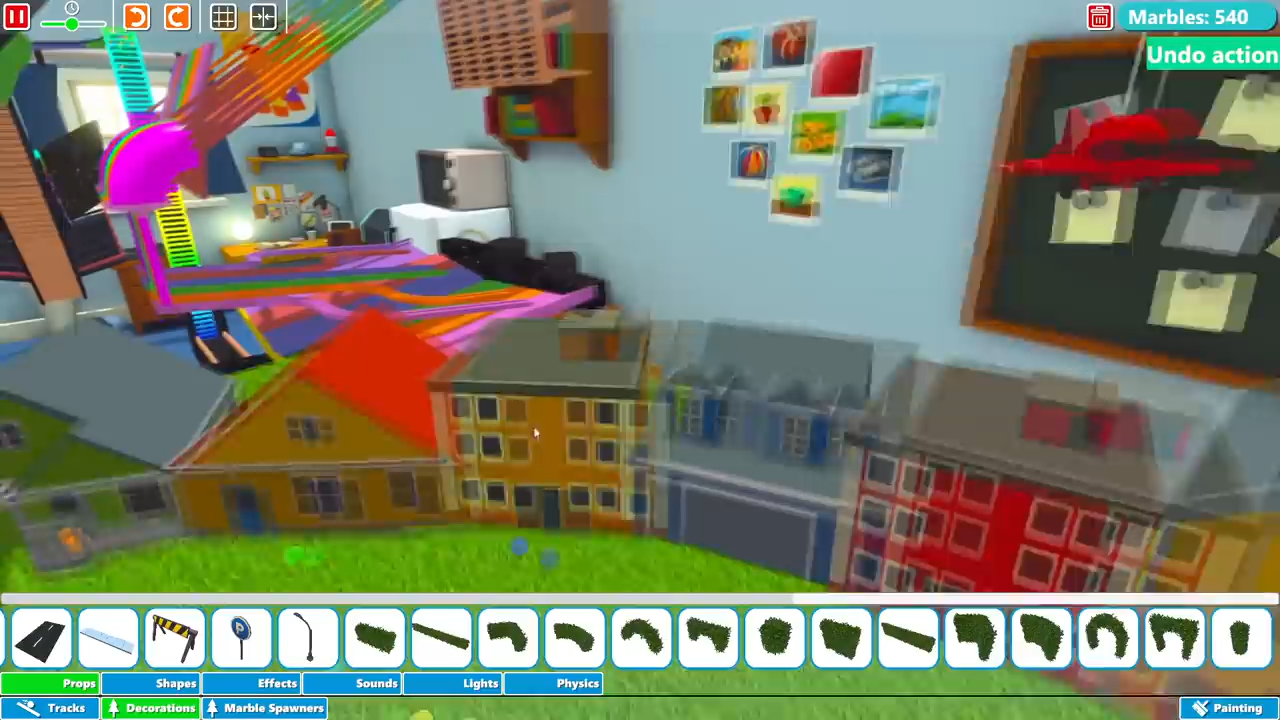 Marbles: 540
Undo action
Props
Shapes
Effects
Sounds
Lights
Physics
Tracks
Decorations
Marble Spawners
Painting